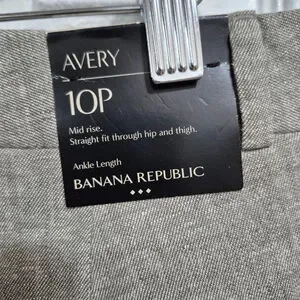 AVERY
10P
Mid rise.
Straight fit through hip and thigh.
Ankle Length
BANANA REPUBLIC